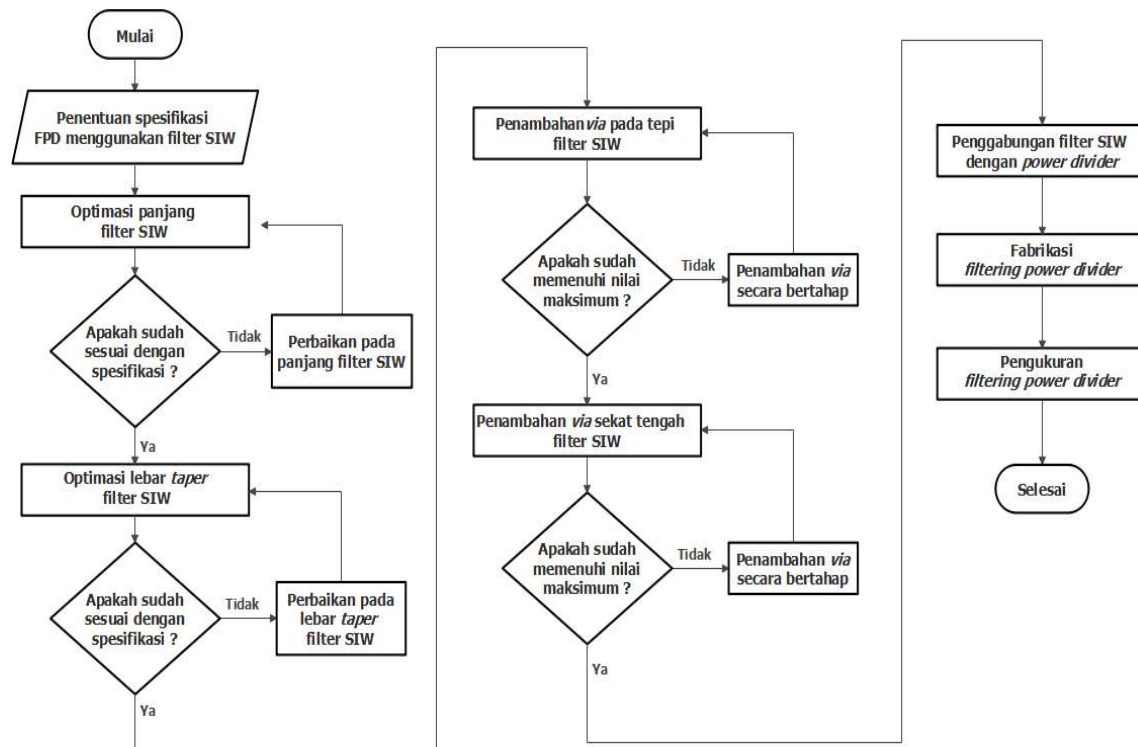 Mulai
Penentuan spesifikasi
FPD menggunakan filter SIW
Optimasi panjang
filter SIW
Apakah sudah
sesuai dengan
spesifikasi ?
Tidak
Perbaikan pada
panjang filter SIW
Ya
Optimasi lebar taper
filter SIW
Apakah sudah
sesuai dengan
spesifikasi ?
Tidak
Perbaikan pada
lebar taper
filter SIW
Ya
Penambahan via pada tepi
filter SIW
Apakah sudah
memenuhi nilai
maksimum ?
Tidak
Penambahan via
secara bertahap
Ya
Penambahan via sekat tengah
filter SIW
Apakah sudah
memenuhi nilai
maksimum ?
Tidak
Penambahan via
secara bertahap
Ya
Penggabungan filter SIW
dengan power divider
Fabrikasi
filtering power divider
Pengukuran
filtering power divider
Selesai